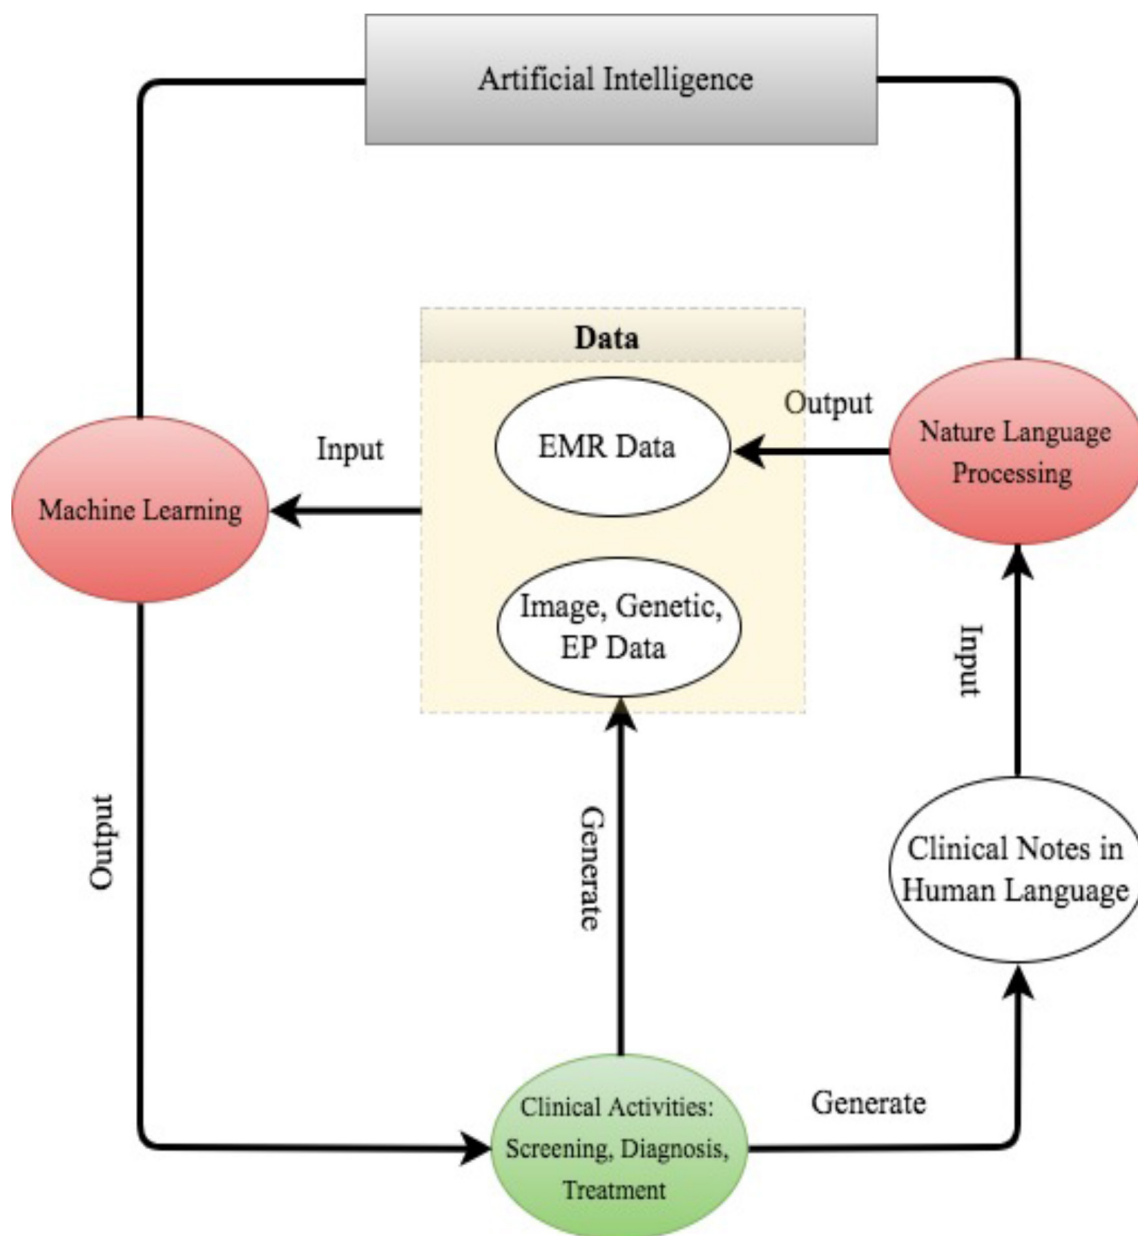 Artificial Intelligence
Data
Output
EMR Data
Nature Language
Processing
Input
Machine Learning
Image, Genetic,
EP Data
Input
Output
Generate
Clinical Notes in
Human Language
Clinical Activities:
Screening, Diagnosis,
Treatment
Generate